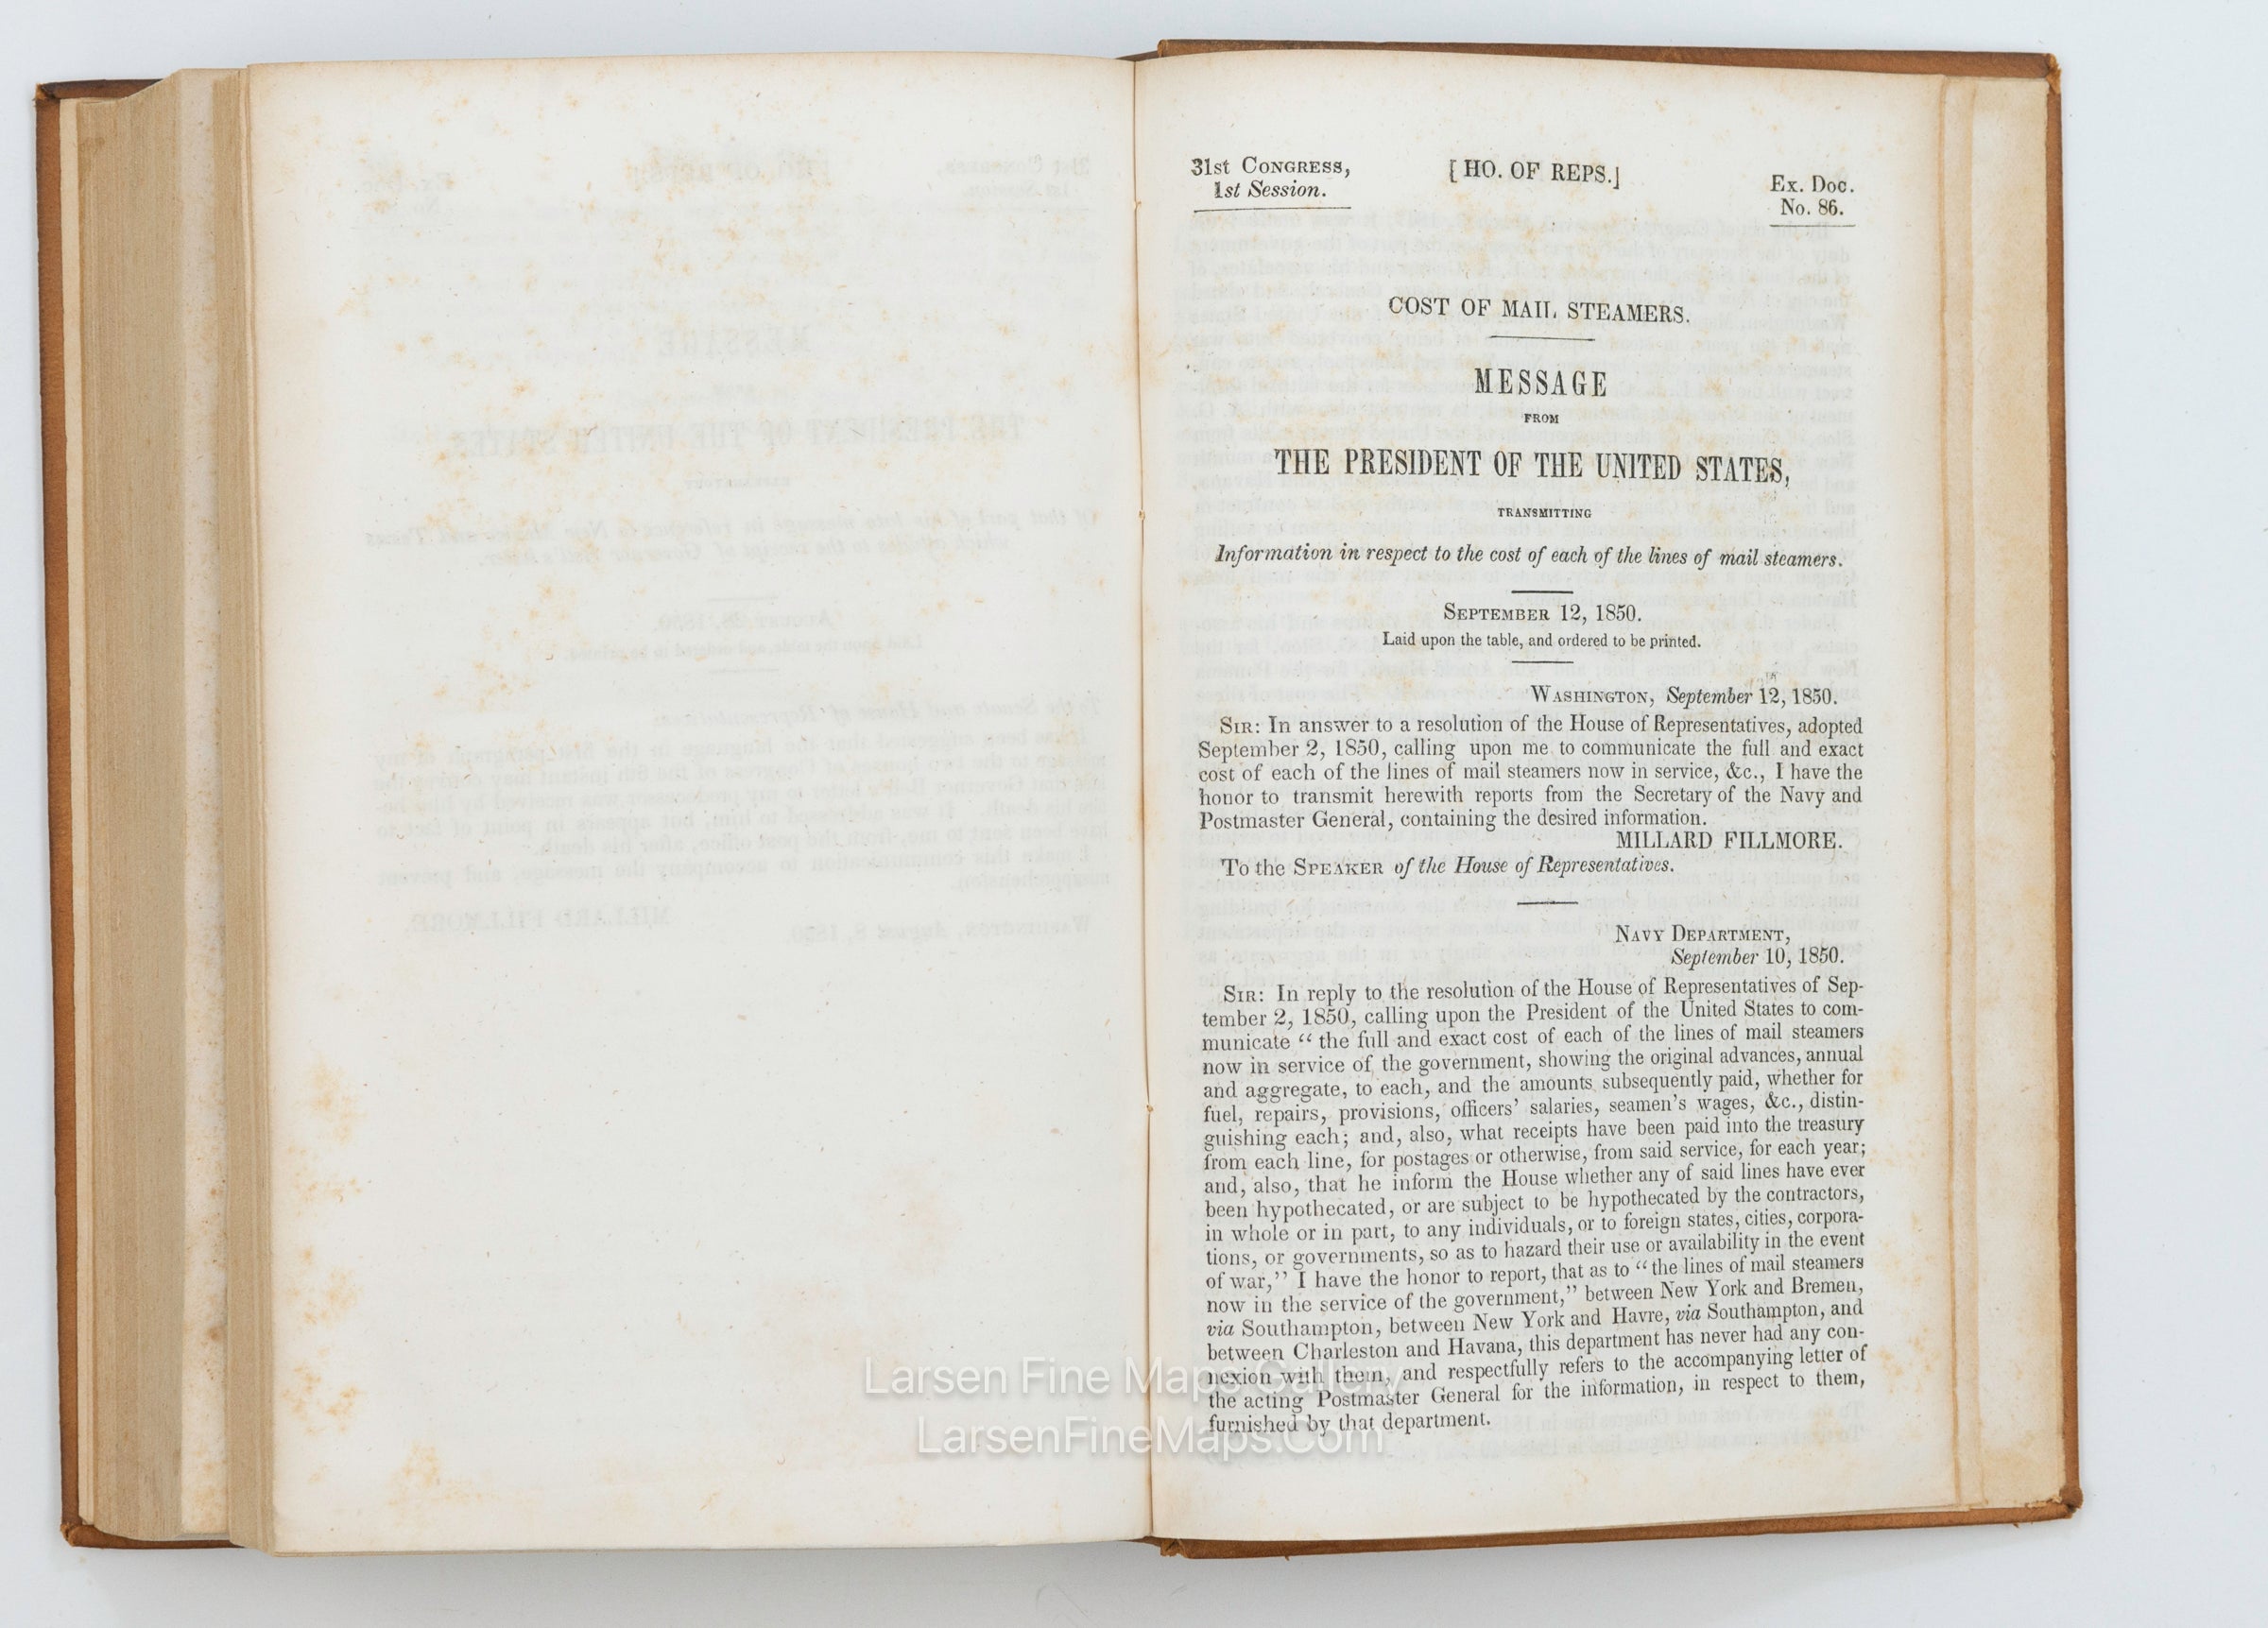 31st Congress,
1st Session.
[HO. OF REPS.]
Ex. Doc.
No. 86.
COST OF MAIL STEAMERS.
MESSAGE
FROM
THE PRESIDENT OF THE UNITED STATES,
TRANSMITTING
Information in respect to the cost of each of the lines of mail steamers.
September 12, 1850.
Laid upon the table, and ordered to be printed.
Washington, September 12, 1850.
Sir: In answer to a resolution of the House of Representatives, adopted
September 2, 1850, calling upon me to communicate the full and exact
cost of each of the lines of mail steamers now in service, &c., I have the
honor to transmit herewith reports from the Secretary of the Navy and
Postmaster General, containing the desired information.
MILLARD FILLMORE.
To the Speaker of the House of Representatives.
Navy Department,
September 10, 1850.
Sir: In reply to the resolution of the House of Representatives of Sep-
tember 2, 1850, calling upon the President of the United States to com-
municate “ the full and exact cost of each of the lines of mail steamers
now in service of the government, showing the original advances, annual
and aggregate, to each, and the amounts subsequently paid, whether for
fuel, repairs, provisions, officers’ salaries, seamen’s wages, &c., distin-
guishing each; and, also, what receipts have been paid into the treasury
from each line, for postages or otherwise, from said service, for each year;
and, also, that he inform the House whether any of said lines have ever
been hypothecated, or are subject to be hypothecated by the contractors,
in whole or in part, to any individuals, or to foreign states, cities, corpora-
tions, or governments, so as to hazard their use or availability in the event
of war,” I have the honor to report, that as to “the lines of mail steamers
now in the service of the government,” between New York and Bremen,
via Southampton, between New York and Havre, via Southampton, and
between Charleston and Havana, this department has never had any con-
nexion with them, and respectfully refers to the accompanying letter of
the acting Postmaster General for the information, in respect to them,
furnished by that department.
Larsen Fine Maps Gallery
LarsenFineMaps.Com